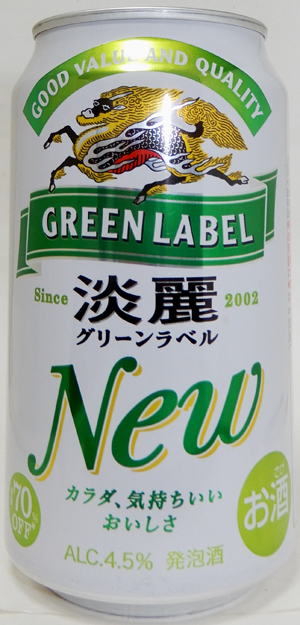 GOOD VALUE AND QUALITY
GREEN LABEL
Since 淡麗 2002
グリーンラベル
New
カラダ、気持ちいい
おいしさ
70%
OFF
お酒
ALC.4.5% 発泡酒